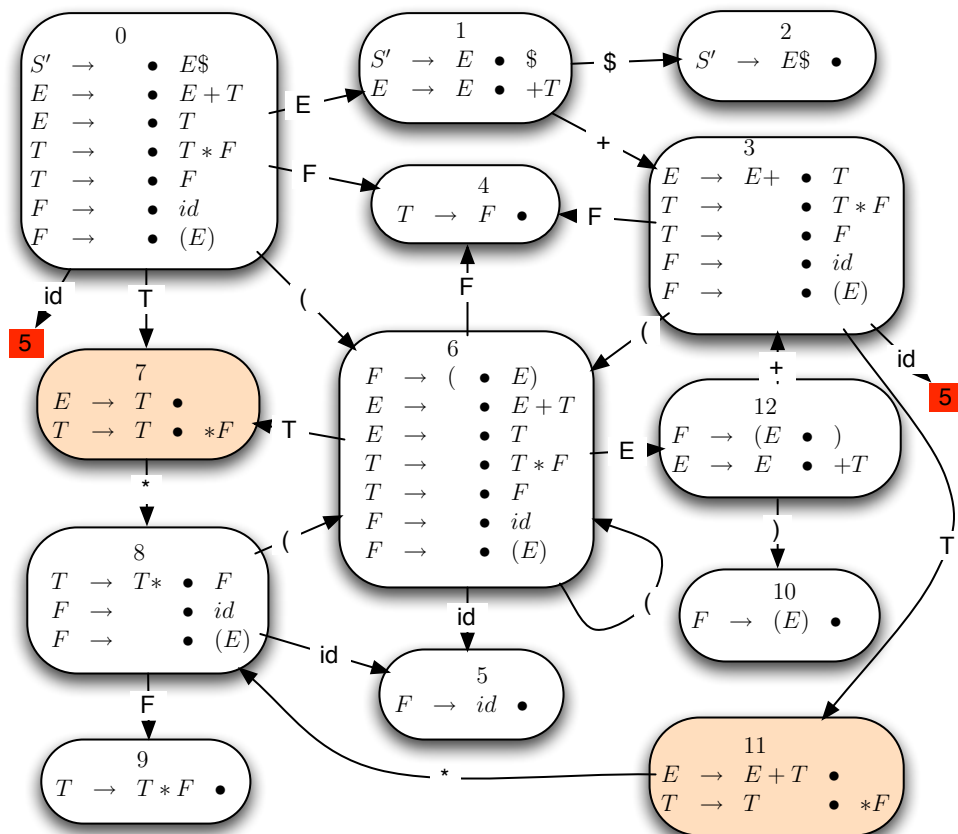 0
S′ → • E$
E → • E + T
E → • T
T → • T ∗ F
T → • F
F → • id
F → • (E)
1
S′ → E • $
E → E • +T
$
2
S′ → E$ •
E
+
F
4
T → F •
F
3
E → E+ • T
T → • T ∗ F
T → • F
F → • id
F → • (E)
id
5
T
(
F
(
id
5
7
E → T •
T → T • ∗F
T
6
F → ( • E)
E → • E + T
E → • T
T → • T ∗ F
T → • F
F → • id
F → • (E)
E
+
12
F → (E • )
E → E • +T
T
*
8
T → T∗ • F
F → • id
F → • (E)
(
id
id
(
)
10
F → (E) •
5
F → id •
F
9
T → T ∗ F •
*
11
E → E + T •
T → T • ∗F